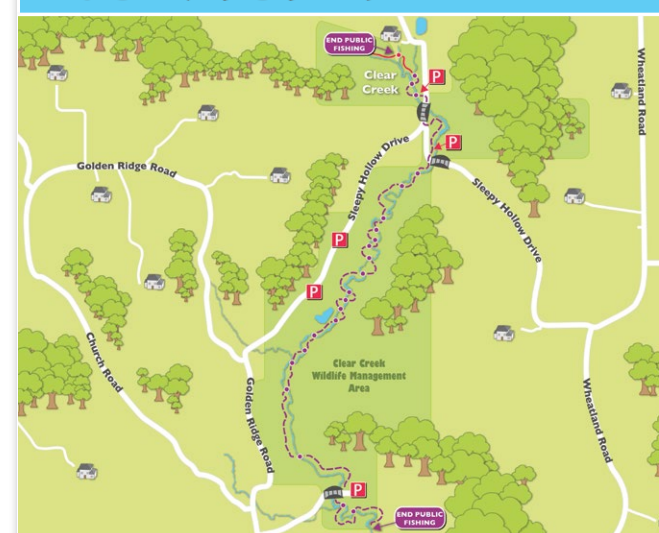 END PUBLIC
FISHING
Clear
Creek
P
Wheatland Road
P
Golden Ridge Road
Sleepy Hollow Drive
Sleepy Hollow Drive
P
P
Church Road
Clear Creek
Wildlife Management
Area
Golden Ridge Road
Wheatland Road
P
END PUBLIC
FISHING